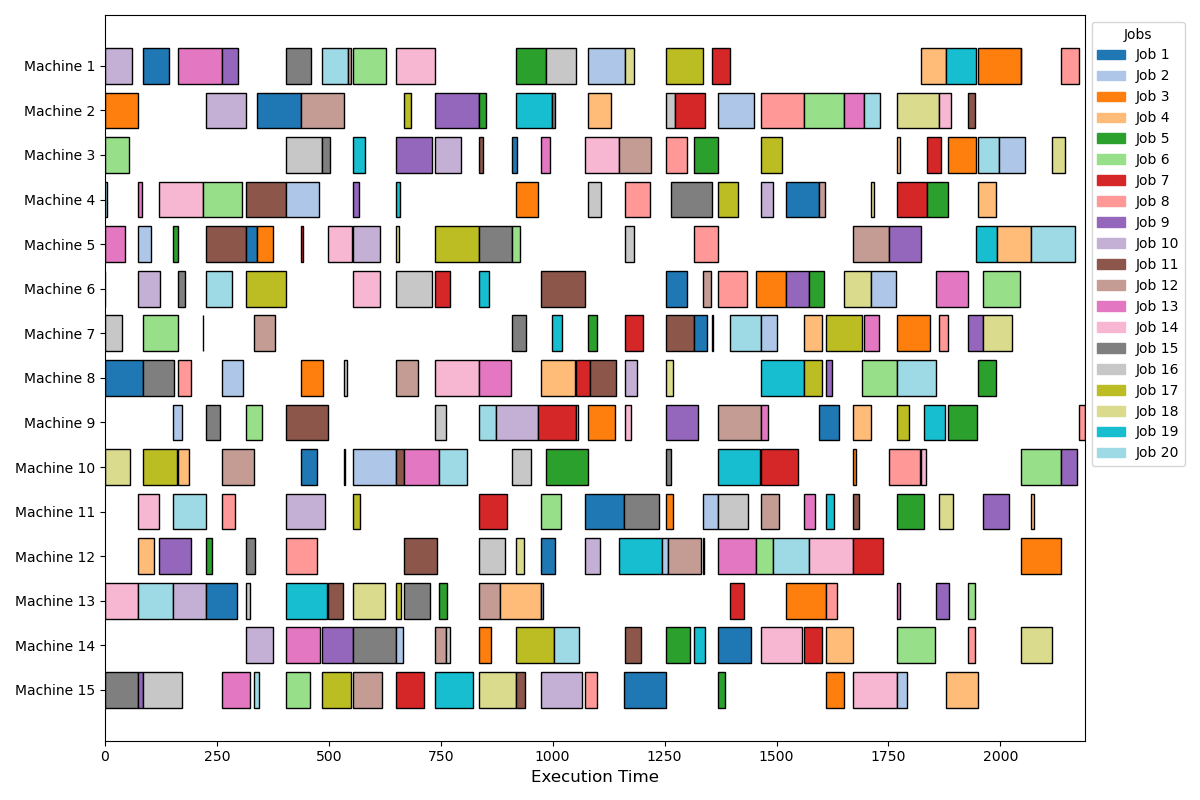 Machine 1
Machine 2
Machine 3
Machine 4
Machine 5
Machine 6
Machine 7
Machine 8
Machine 9
Machine 10
Machine 11
Machine 12
Machine 13
Machine 14
Machine 15
0 250 500 750 1000 1250 1500 1750 2000
Execution Time
Jobs
Job 1
Job 2
Job 3
Job 4
Job 5
Job 6
Job 7
Job 8
Job 9
Job 10
Job 11
Job 12
Job 13
Job 14
Job 15
Job 16
Job 17
Job 18
Job 19
Job 20